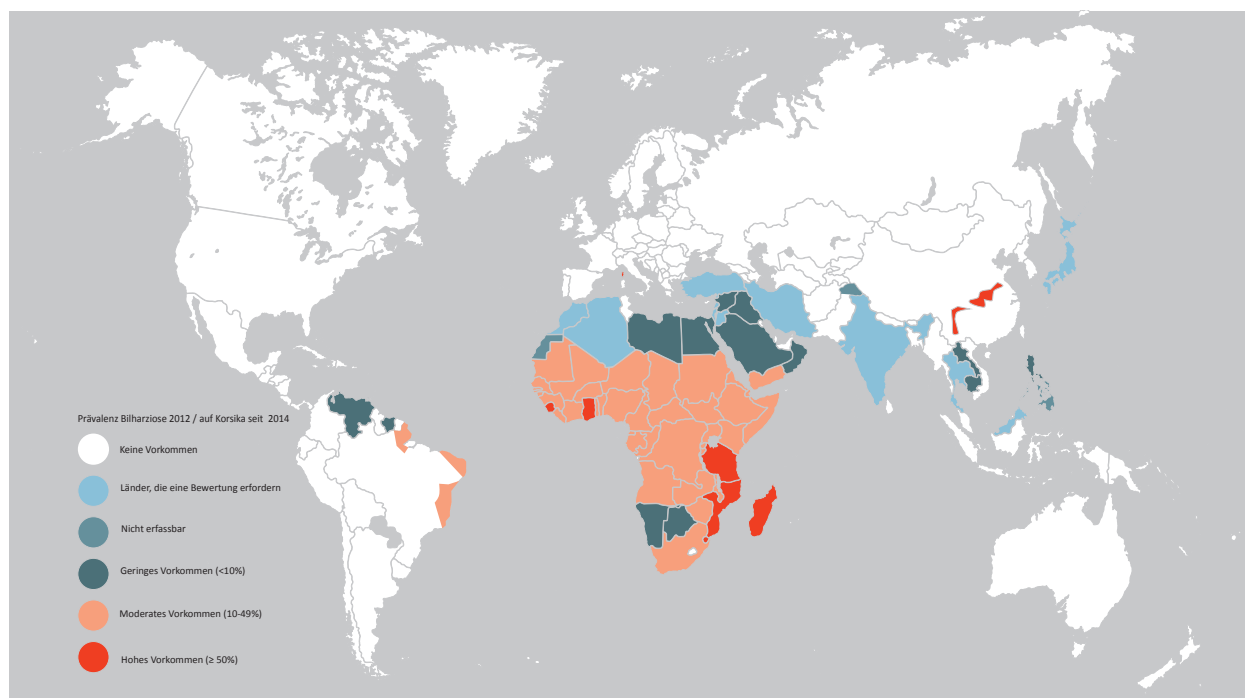 Prävalenz Bilharziose 2012 / auf Korsika seit 2014
Keine Vorkommen
Länder, die eine Bewertung erfordern
Nicht erfassbar
Geringes Vorkommen (<10%)
Moderates Vorkommen (10-49%)
Hohes Vorkommen (≥ 50%)